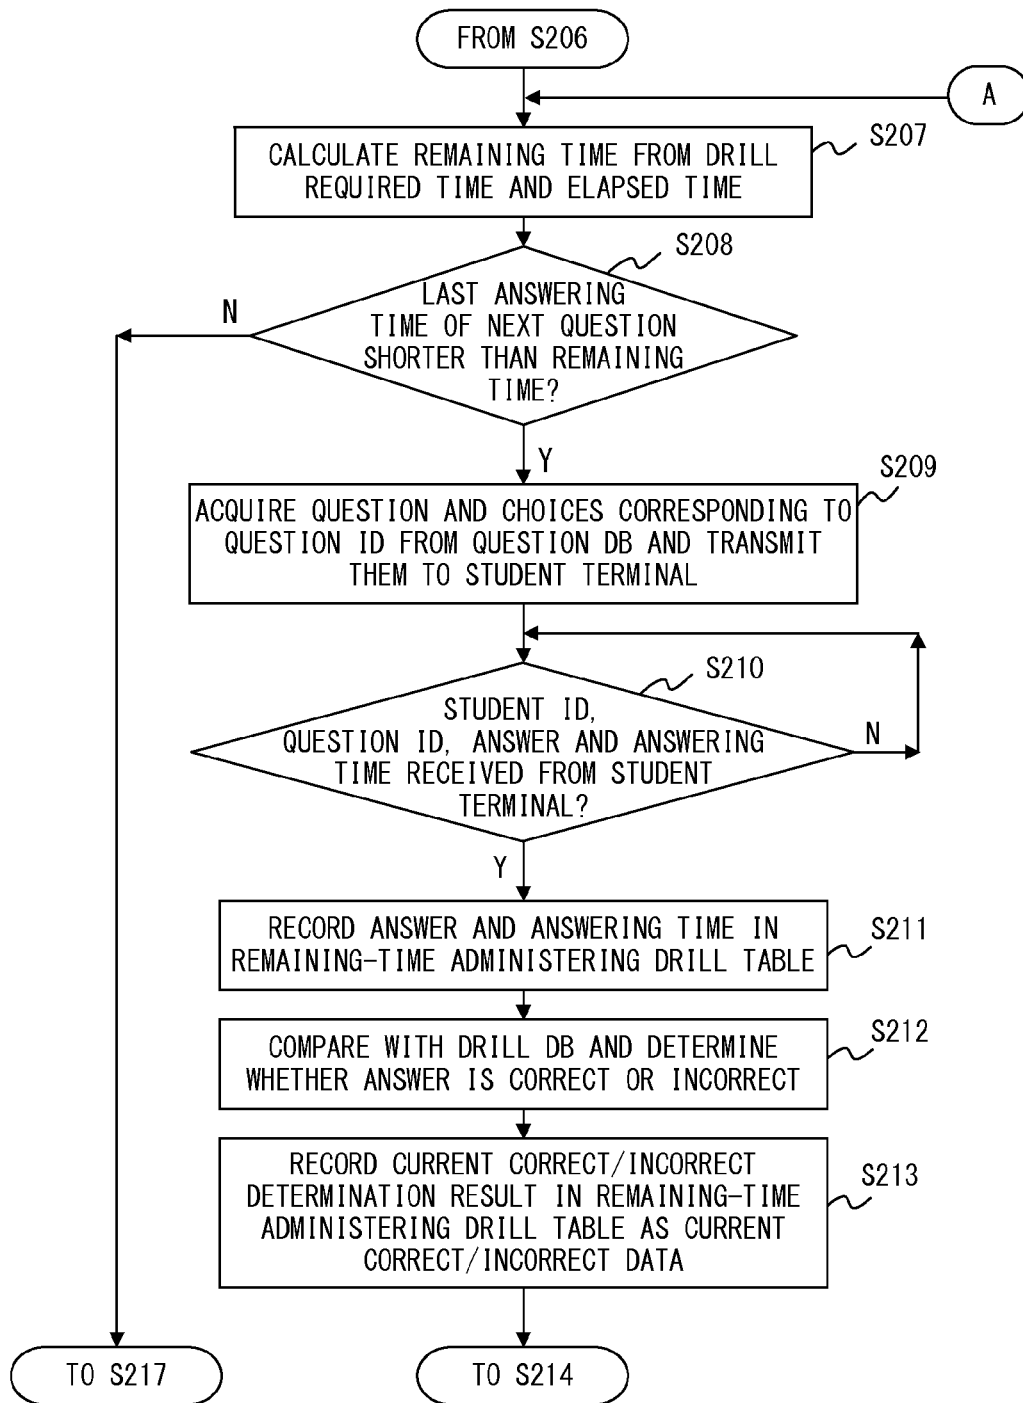 FROM S206
A
S207
CALCULATE REMAINING TIME FROM DRILL
REQUIRED TIME AND ELAPSED TIME
S208
N
LAST ANSWERING
TIME OF NEXT QUESTION
SHORTER THAN REMAINING
TIME?
Y
S209
ACQUIRE QUESTION AND CHOICES CORRESPONDING TO
QUESTION ID FROM QUESTION DB AND TRANSMIT
THEM TO STUDENT TERMINAL
S210
STUDENT ID,
QUESTION ID, ANSWER AND ANSWERING
TIME RECEIVED FROM STUDENT
TERMINAL?
N
Y
S211
RECORD ANSWER AND ANSWERING TIME IN
REMAINING-TIME ADMINISTERING DRILL TABLE
S212
COMPARE WITH DRILL DB AND DETERMINE
WHETHER ANSWER IS CORRECT OR INCORRECT
S213
RECORD CURRENT CORRECT/INCORRECT
DETERMINATION RESULT IN REMAINING-TIME
ADMINISTERING DRILL TABLE AS CURRENT
CORRECT/INCORRECT DATA
TO S217
TO S214